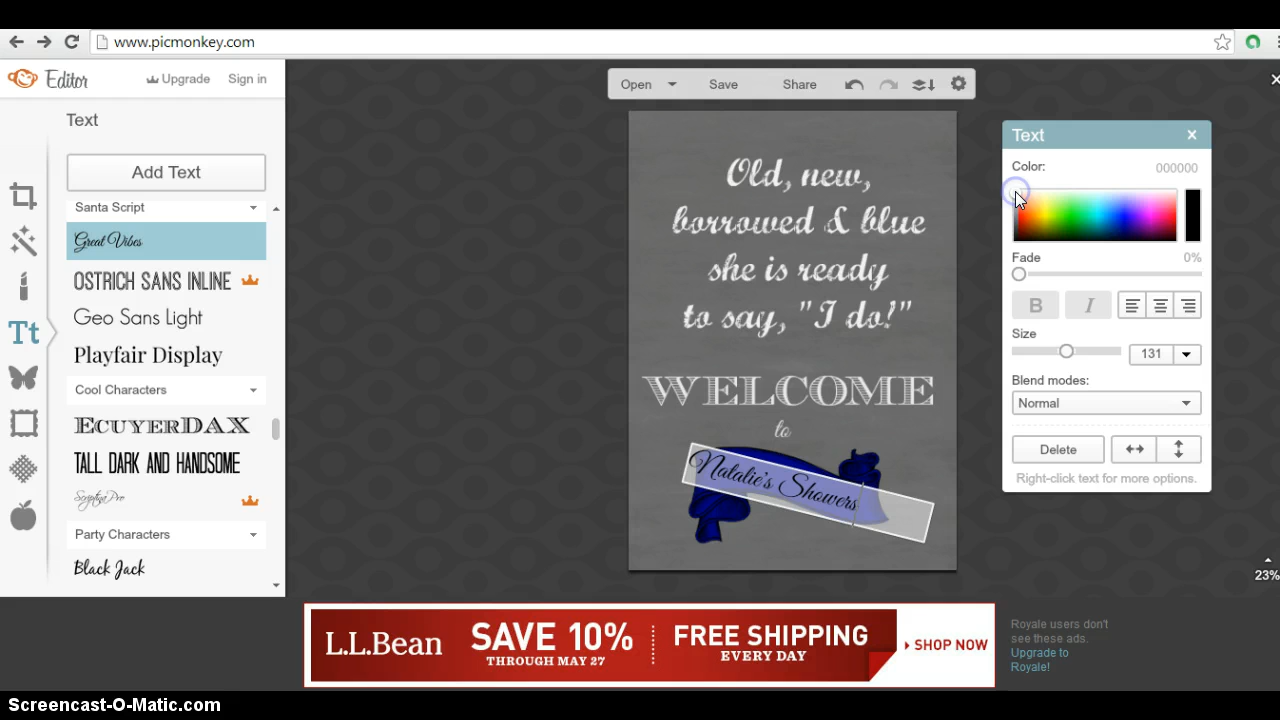 www.picmonkey.com
Editor
Upgrade
Sign in
Open
Save
Share
Text
Add Text
Santa Script
Great Vibes
OSTRICH SANS INLINE
Geo Sans Light
Playfair Display
Cool Characters
ECUYERDAX
TALL DARK AND HANDSOME
ScriptinaPro
Party Characters
Black Jack
Tt
Old, new,
borrowed & blue
she is ready
to say, "I do!"
WELCOME
to
Natalie's Showers
Text
Color:
000000
Fade
0%
B
I
Size
131
Blend modes:
Normal
Delete
Right-click text for more options.
23%
L.L.Bean
SAVE 10%
THROUGH MAY 27
FREE SHIPPING
EVERY DAY
SHOP NOW
Royale users don't
see these ads.
Upgrade to
Royale!
Screencast-O-Matic.com